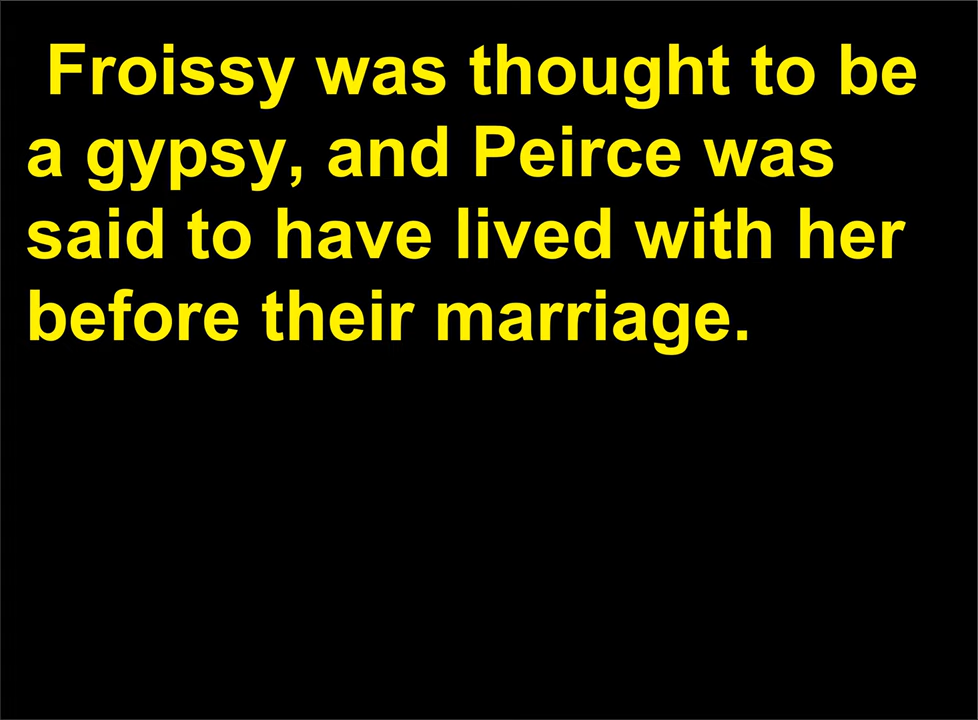 Froissy was thought to be
a gypsy, and Peirce was
said to have lived with her
before their marriage.